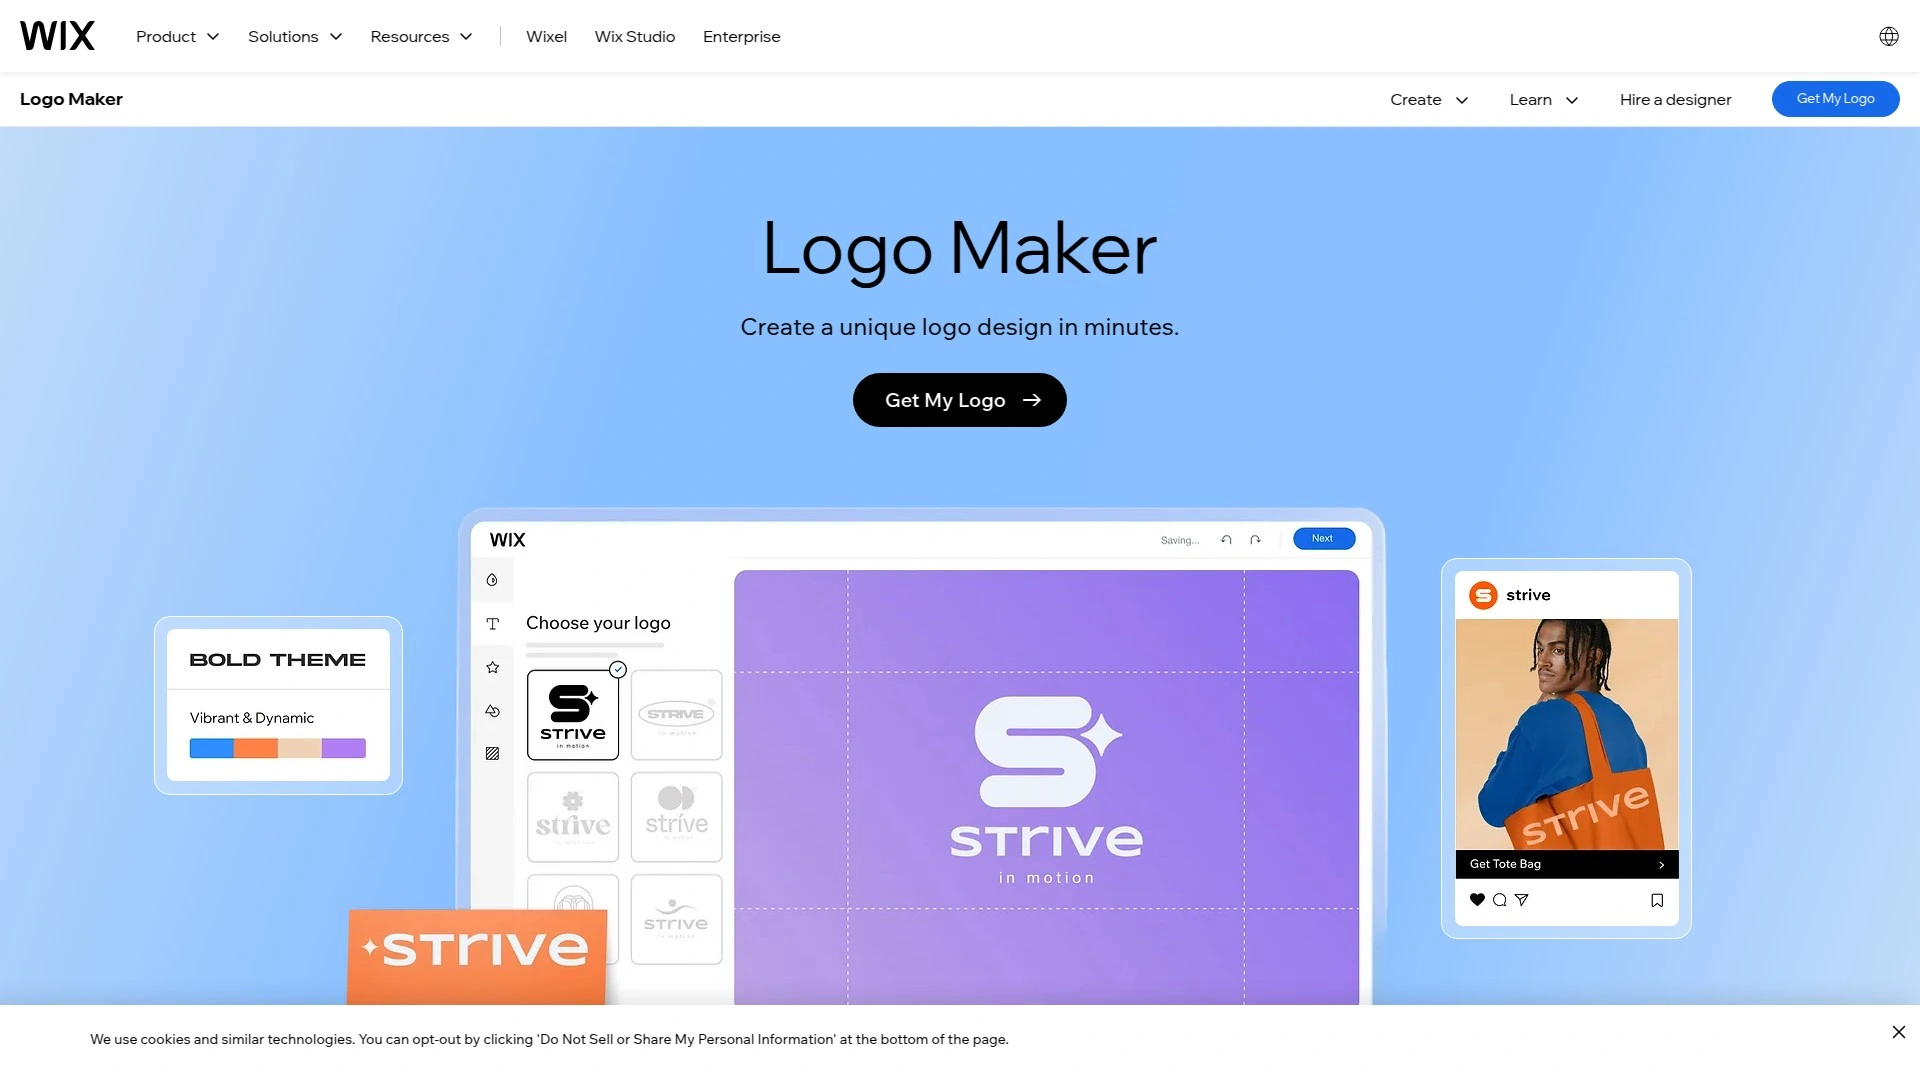 WIX
Product
Solutions
Resources
Wixel
Wix Studio
Enterprise
Logo Maker
Create
Learn
Hire a designer
Get My Logo
Logo Maker
Create a unique logo design in minutes.
Get My Logo
WIX
Saving...
Next
Choose your logo
strive
in motion
STRIVE
in motion
strive
strive
strive
strive
in motion
BOLD THEME
Vibrant & Dynamic
strive
strive
Get Tote Bag
strive
We use cookies and similar technologies. You can opt-out by clicking 'Do Not Sell or Share My Personal Information' at the bottom of the page.